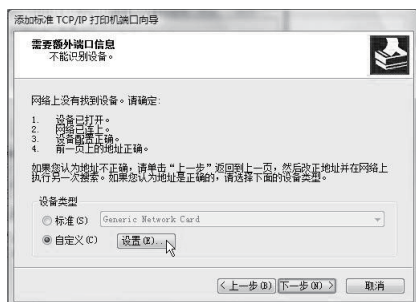 添加标准 TCP/IP 打印机端口向导
需要额外端口信息
不能识别设备。
网络上没有找到设备。请确定:
1. 设备已打开。
2. 网络已连上。
3. 设备配置正确。
4. 前一页上的地址正确。
如果您认为地址不正确,请单击“上一步”返回到上一页,然后改正地址并在网络上
执行另一次搜索。如果您认为地址是正确的,请选择下面的设备类型。
设备类型
标准(S) Generic Network Card
自定义(C) 设置(E)...
<上一步(B) 下一步(N)> 取消